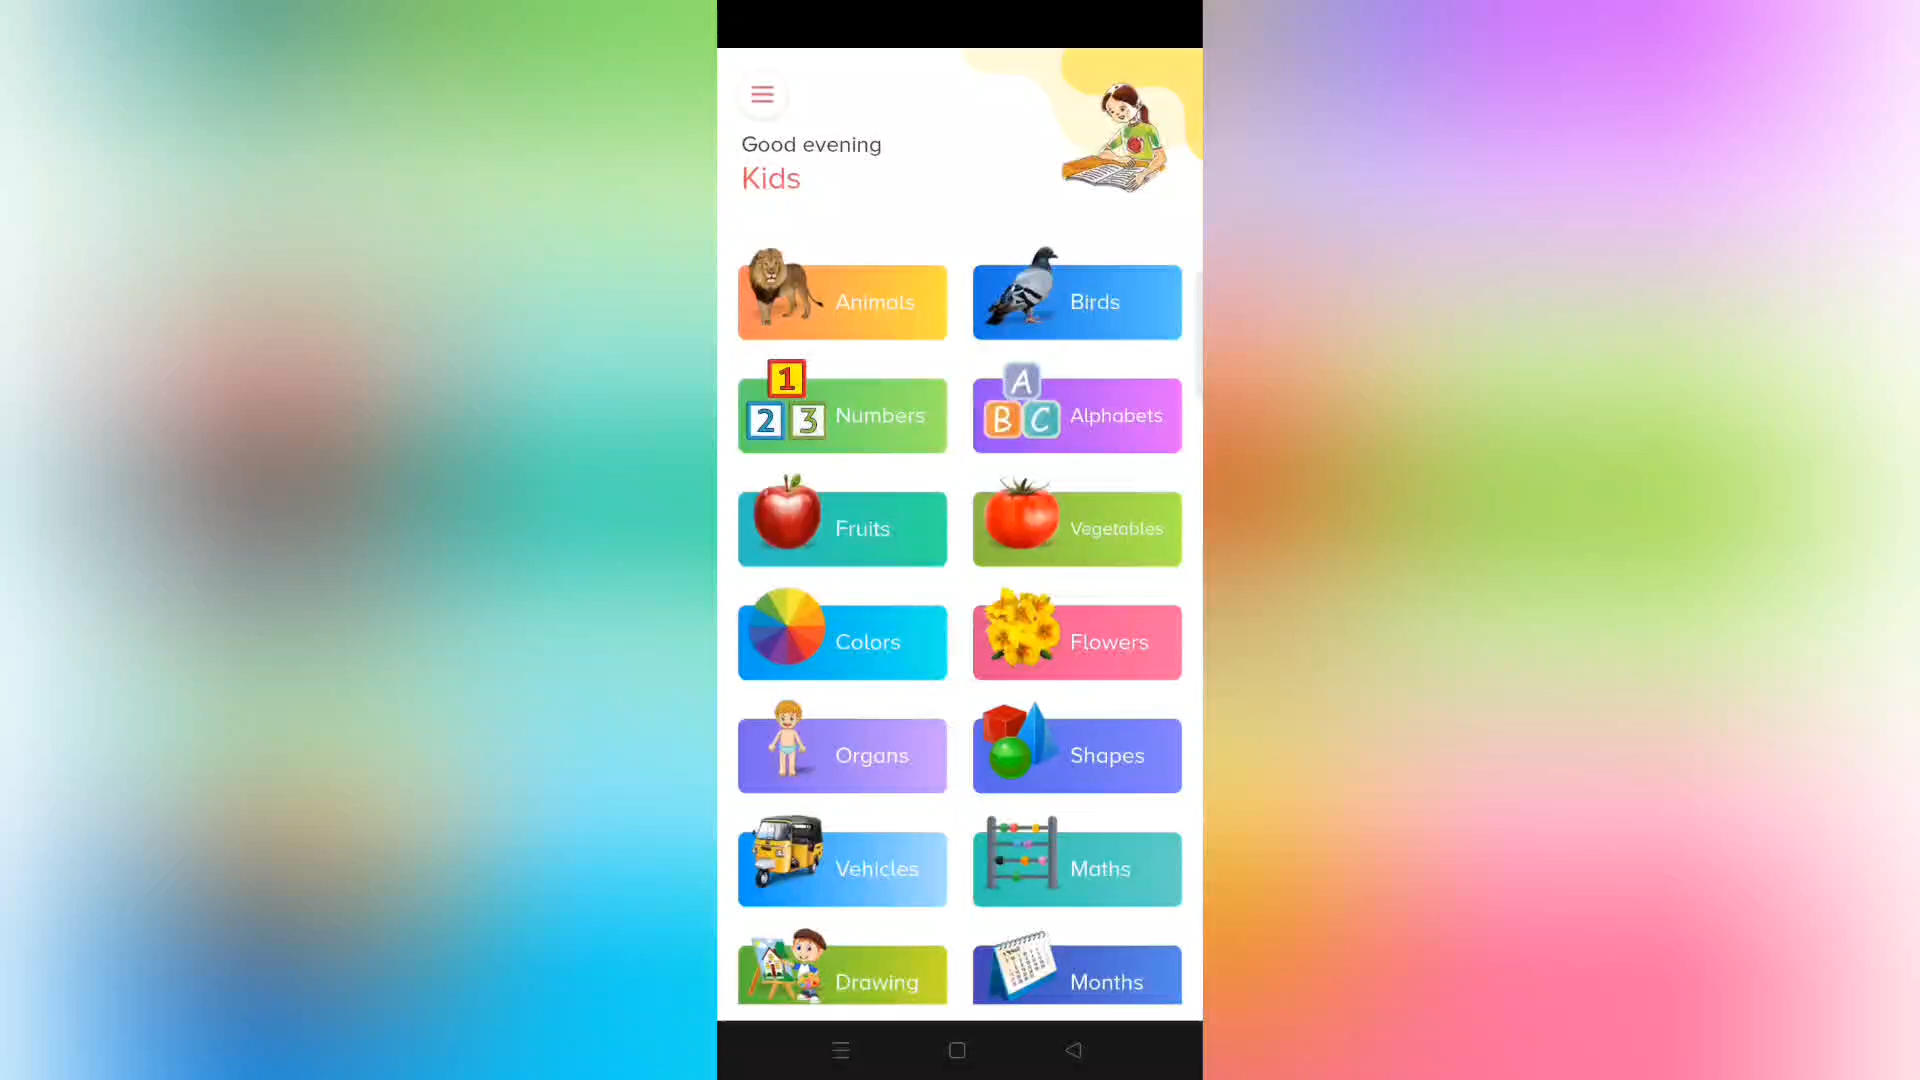 Good evening
Kids
Animals
Birds
1
2 3
Numbers
A
B C
Alphabets
Fruits
Vegetables
Colors
Flowers
Organs
Shapes
Vehicles
Maths
Drawing
Months